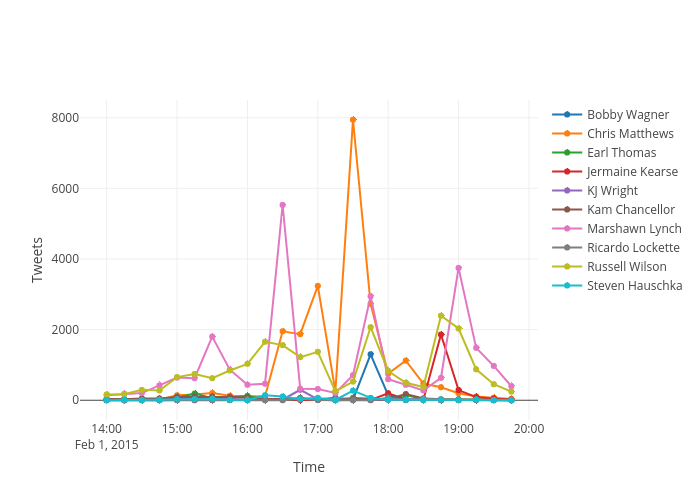 8000
6000
4000
2000
0
Tweets
14:00
15:00
16:00
17:00
18:00
19:00
20:00
Feb 1, 2015
Time
Bobby Wagner
Chris Matthews
Earl Thomas
Jermaine Kearse
KJ Wright
Kam Chancellor
Marshawn Lynch
Ricardo Lockette
Russell Wilson
Steven Hauschka